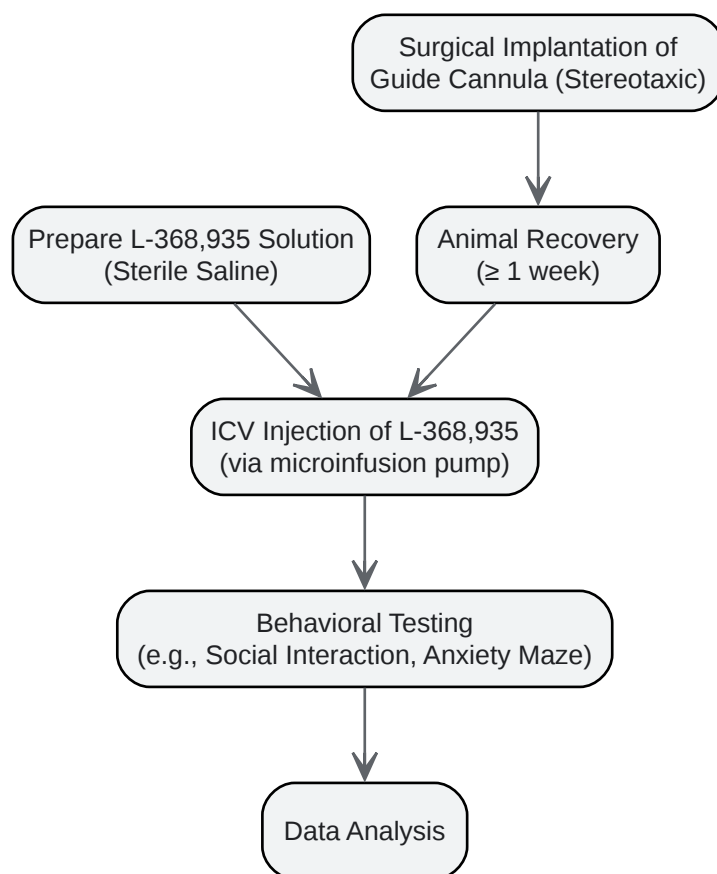 Surgical Implantation of
Guide Cannula (Stereotaxic)
Prepare L-368,935 Solution
(Sterile Saline)
Animal Recovery
(≥ 1 week)
ICV Injection of L-368,935
(via microinfusion pump)
Behavioral Testing
(e.g., Social Interaction, Anxiety Maze)
Data Analysis